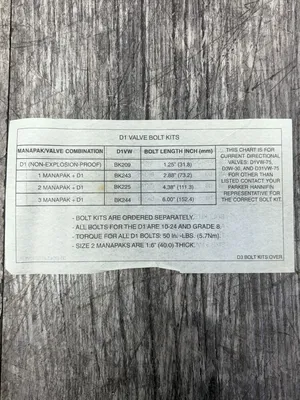 D1 VALVE BOLT KITS
MANAPAK/VALVE COMBINATION D1VW BOLT LENGTH INCH (mm)
D1 (NON-EXPLOSION-PROOF) BK209 1.25" (31.8)
1 MANAPAK + D1 BK243 2.88" (73.2)
2 MANAPAK + D1 BK225 4.38" (111.3)
3 MANAPAK + D1 BK244 6.00" (152.4)
THIS CHART IS FOR
CURRENT DIRECTIONAL
VALVES: D1VW-75,
D3W-30, AND D31VW-75
FOR OTHER THAN
LISTED CONTACT YOUR
PARKER HANNIFIN
REPRESENTATIVE FOR
THE CORRECT BOLT KIT.
- BOLT KITS ARE ORDERED SEPARATELY.
- ALL BOLTS FOR THE D1 ARE 10-24 AND GRADE 8.
- TORQUE FOR ALL D1 BOLTS: 50 IN.-LBS. (5.7Nm).
- SIZE 2 MANAPAKS ARE 1.6" (40.0) THICK.
D3 BOLT KITS OVER